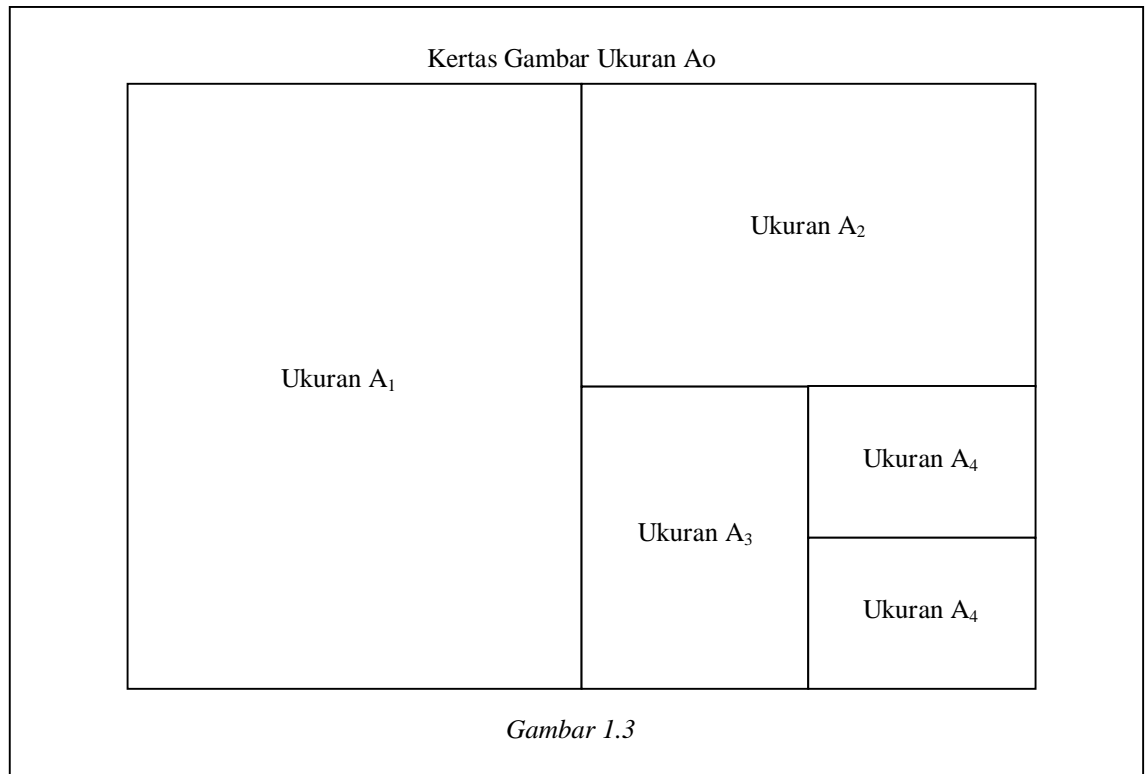 Kertas Gambar Ukuran Ao
Ukuran A₂
Ukuran A₁
Ukuran A₄
Ukuran A₃
Ukuran A₄
Gambar 1.3